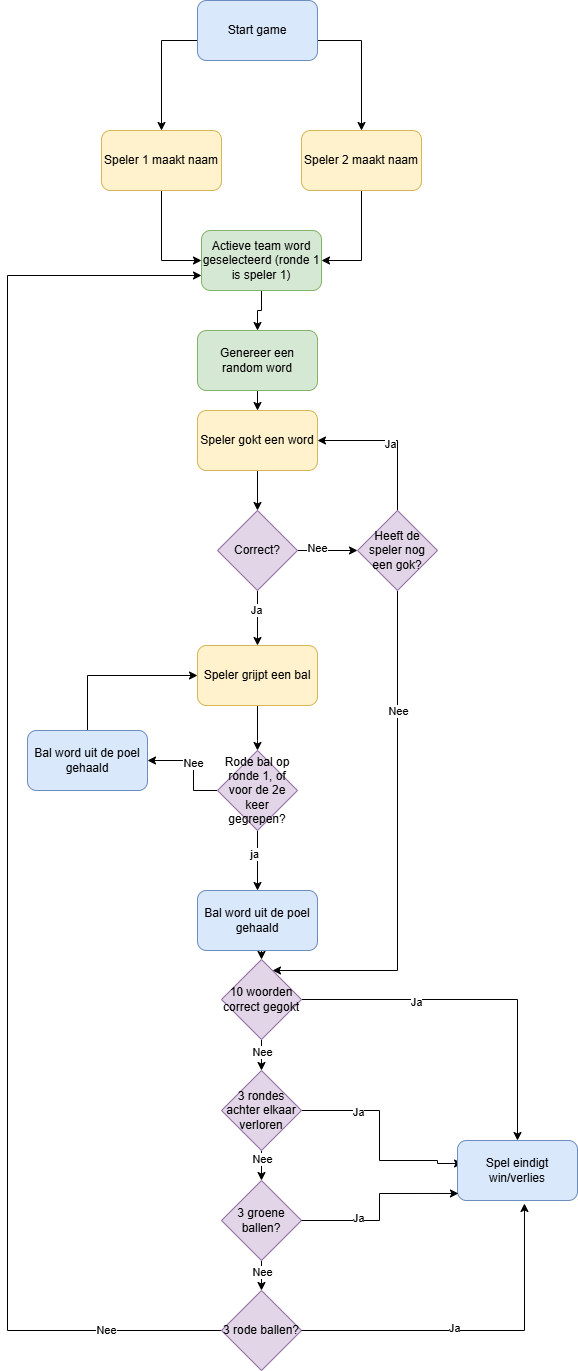 Start game
Speler 1 maakt naam
Speler 2 maakt naam
Actieve team word
geselecteerd (ronde 1
is speler 1)
Genereer een
random word
Speler gokt een word
Ja
Correct?
Nee
Heeft de
speler nog
een gok?
Ja
Speler grijpt een bal
Nee
Bal word uit de poel
gehaald
Nee
Rode bal op
ronde 1, of
voor de 2e
keer
gegrepen?
ja
Bal word uit de poel
gehaald
10 woorden
correct gegokt
Ja
Nee
3 rondes
achter elkaar
verloren
Ja
Nee
Spel eindigt
win/verlies
3 groene
ballen?
Ja
Nee
Nee
3 rode ballen?
Ja